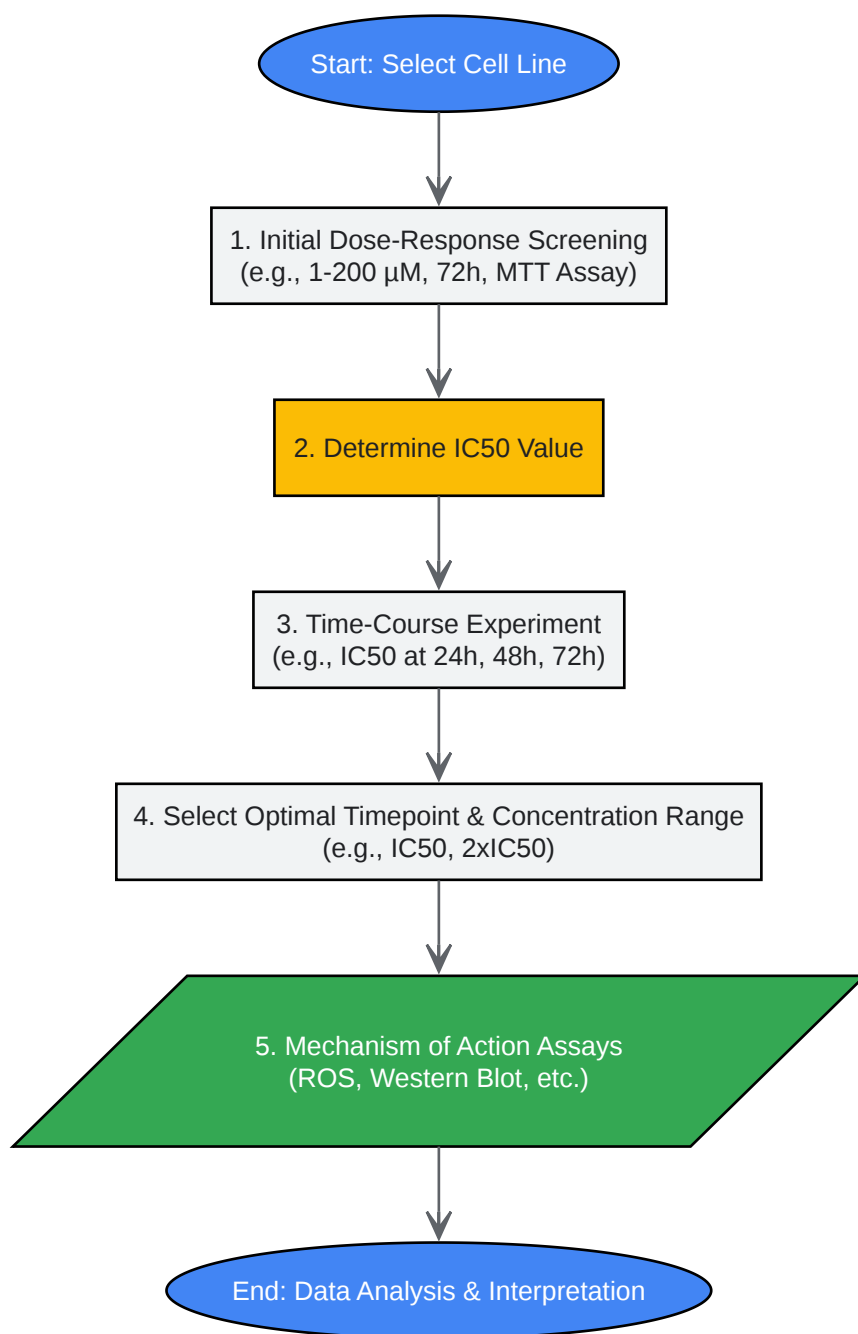 Start: Select Cell Line
1. Initial Dose-Response Screening
(e.g., 1-200 µM, 72h, MTT Assay)
2. Determine IC50 Value
3. Time-Course Experiment
(e.g., IC50 at 24h, 48h, 72h)
4. Select Optimal Timepoint & Concentration Range
(e.g., IC50, 2xIC50)
5. Mechanism of Action Assays
(ROS, Western Blot, etc.)
End: Data Analysis & Interpretation